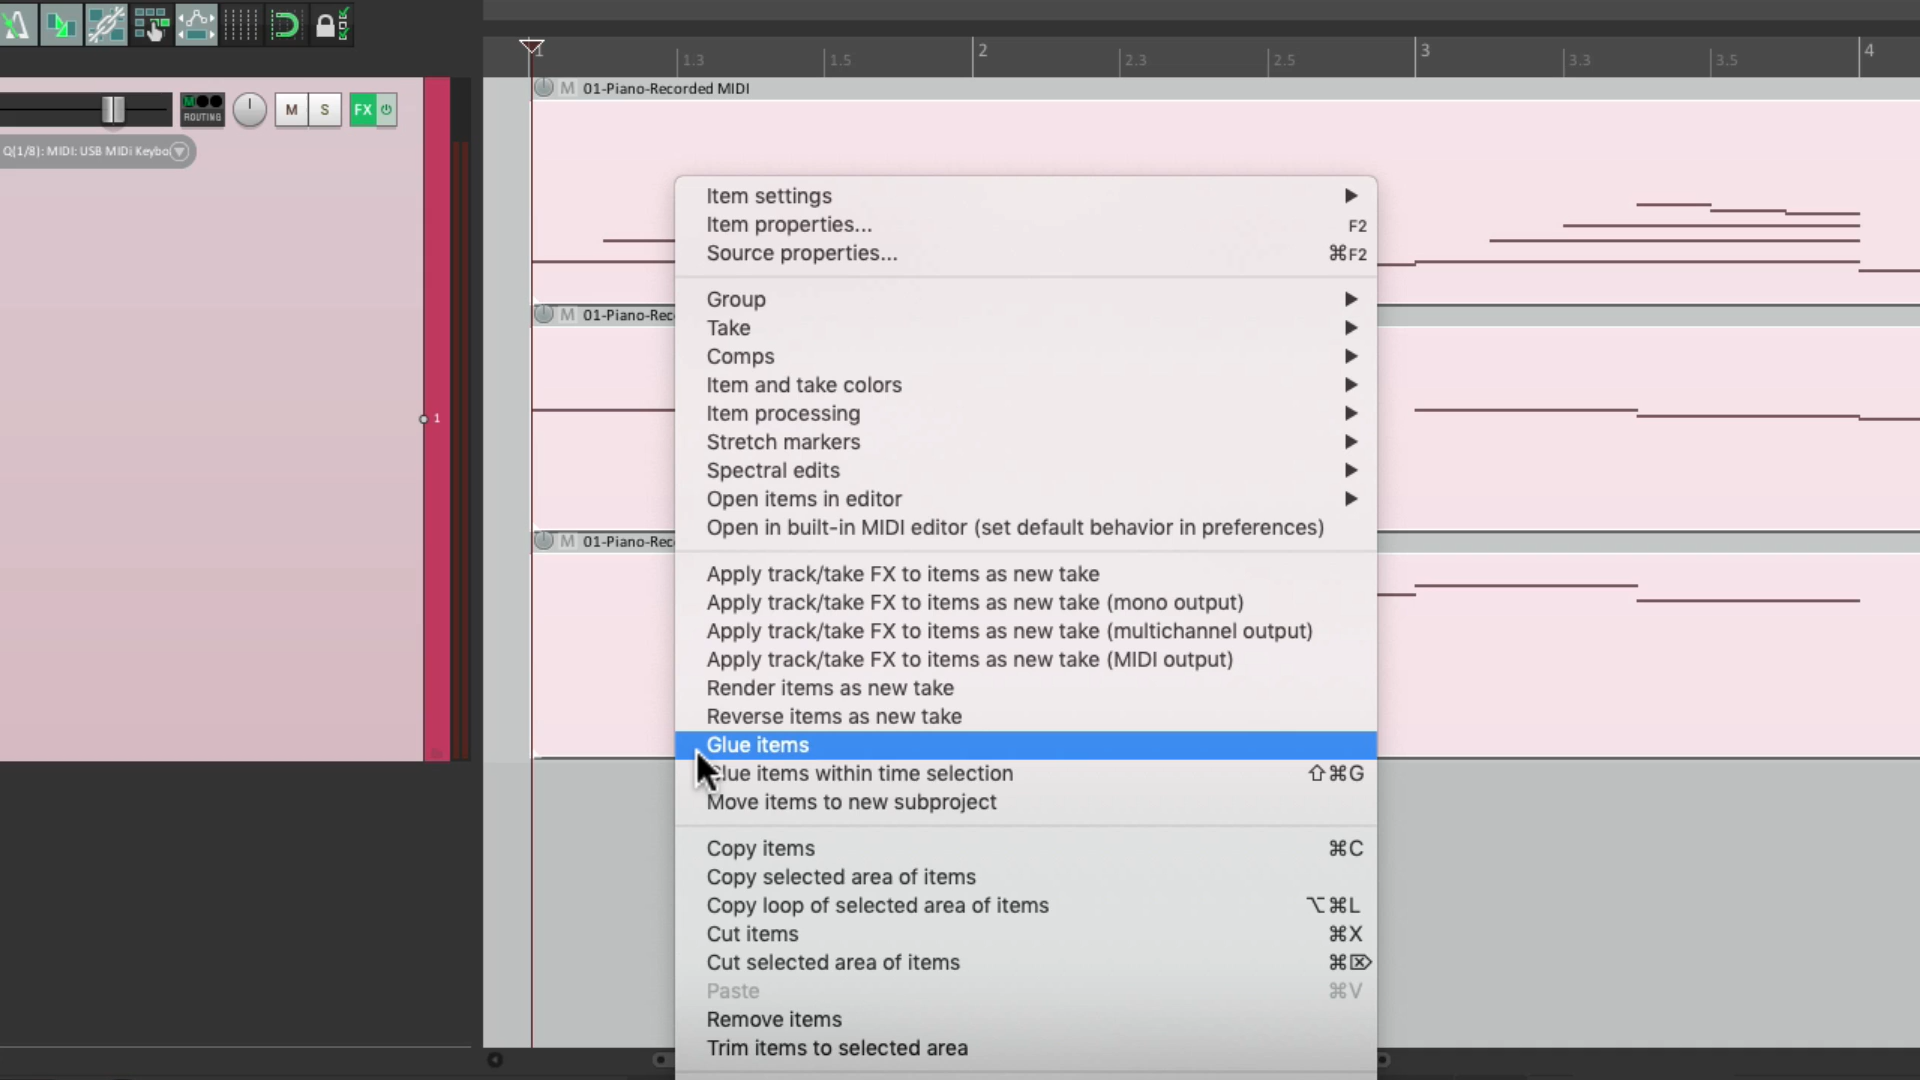 1 1.3 1.5 2 2.3 2.5 3 3.3 3.5 4
M 01-Piano-Recorded MIDI
M
ROUTING
M S FX
Q(1/8): MIDI: USB MIDi Keybo
M 01-Piano-Rec
M 01-Piano-Rec
1
Item settings
Item properties... F2
Source properties... ⌘F2
Group
Take
Comps
Item and take colors
Item processing
Stretch markers
Spectral edits
Open items in editor
Open in built-in MIDI editor (set default behavior in preferences)
Apply track/take FX to items as new take
Apply track/take FX to items as new take (mono output)
Apply track/take FX to items as new take (multichannel output)
Apply track/take FX to items as new take (MIDI output)
Render items as new take
Reverse items as new take
Glue items
lue items within time selection ⇧⌘G
Move items to new subproject
Copy items ⌘C
Copy selected area of items
Copy loop of selected area of items ⌥⌘L
Cut items ⌘X
Cut selected area of items ⌘⌦
Paste ⌘V
Remove items
Trim items to selected area